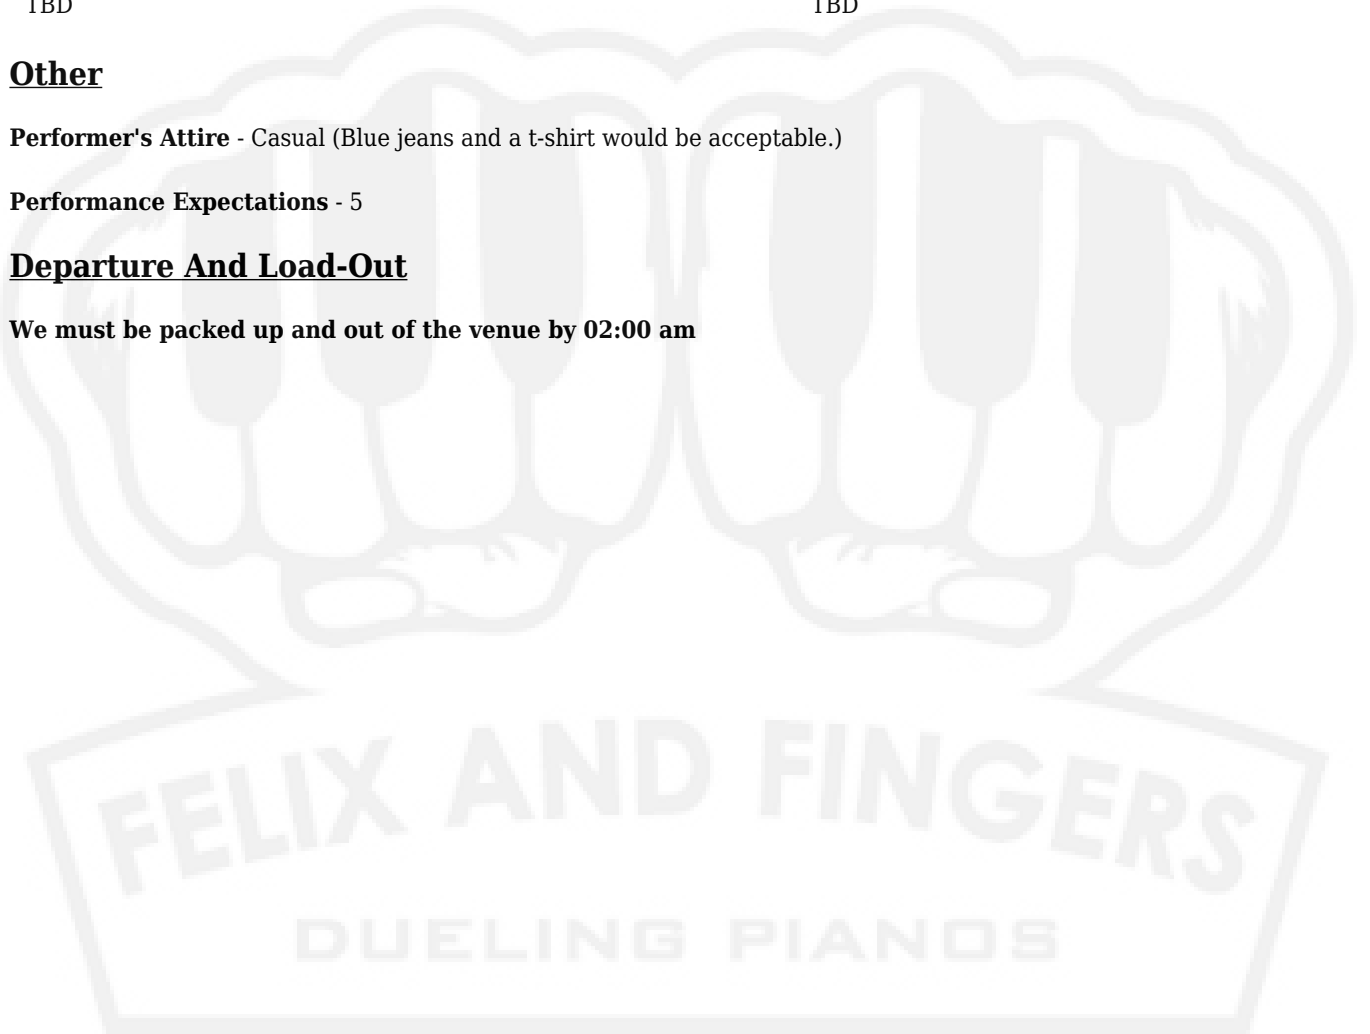 TBD TBD
Other
Performer's Attire - Casual (Blue jeans and a t-shirt would be acceptable.)
Performance Expectations - 5
Departure And Load-Out
We must be packed up and out of the venue by 02:00 am
FELIX AND FINGERS
DUELING PIANOS